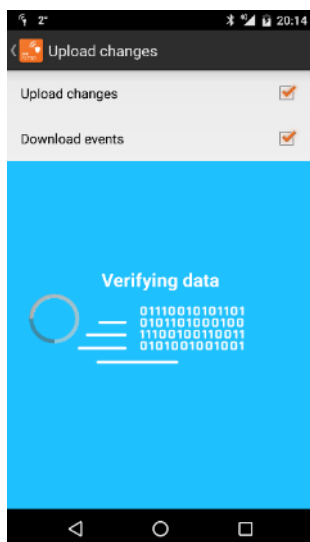 2° 20:14
Upload changes
Upload changes
Download events
Verifying data
01110010101101
0101101000100
11100100110011
0101001001001